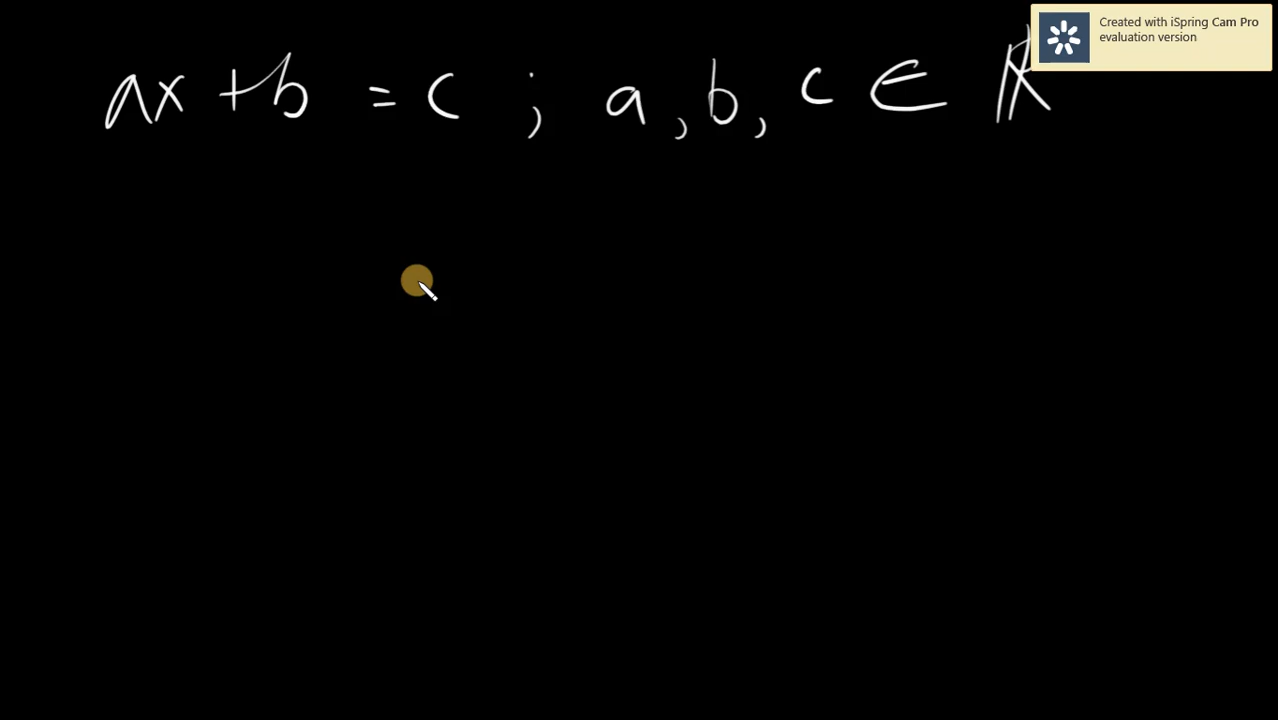 ax + b = c ; a , b , c ∈ ℝ
Created with iSpring Cam Pro
evaluation version